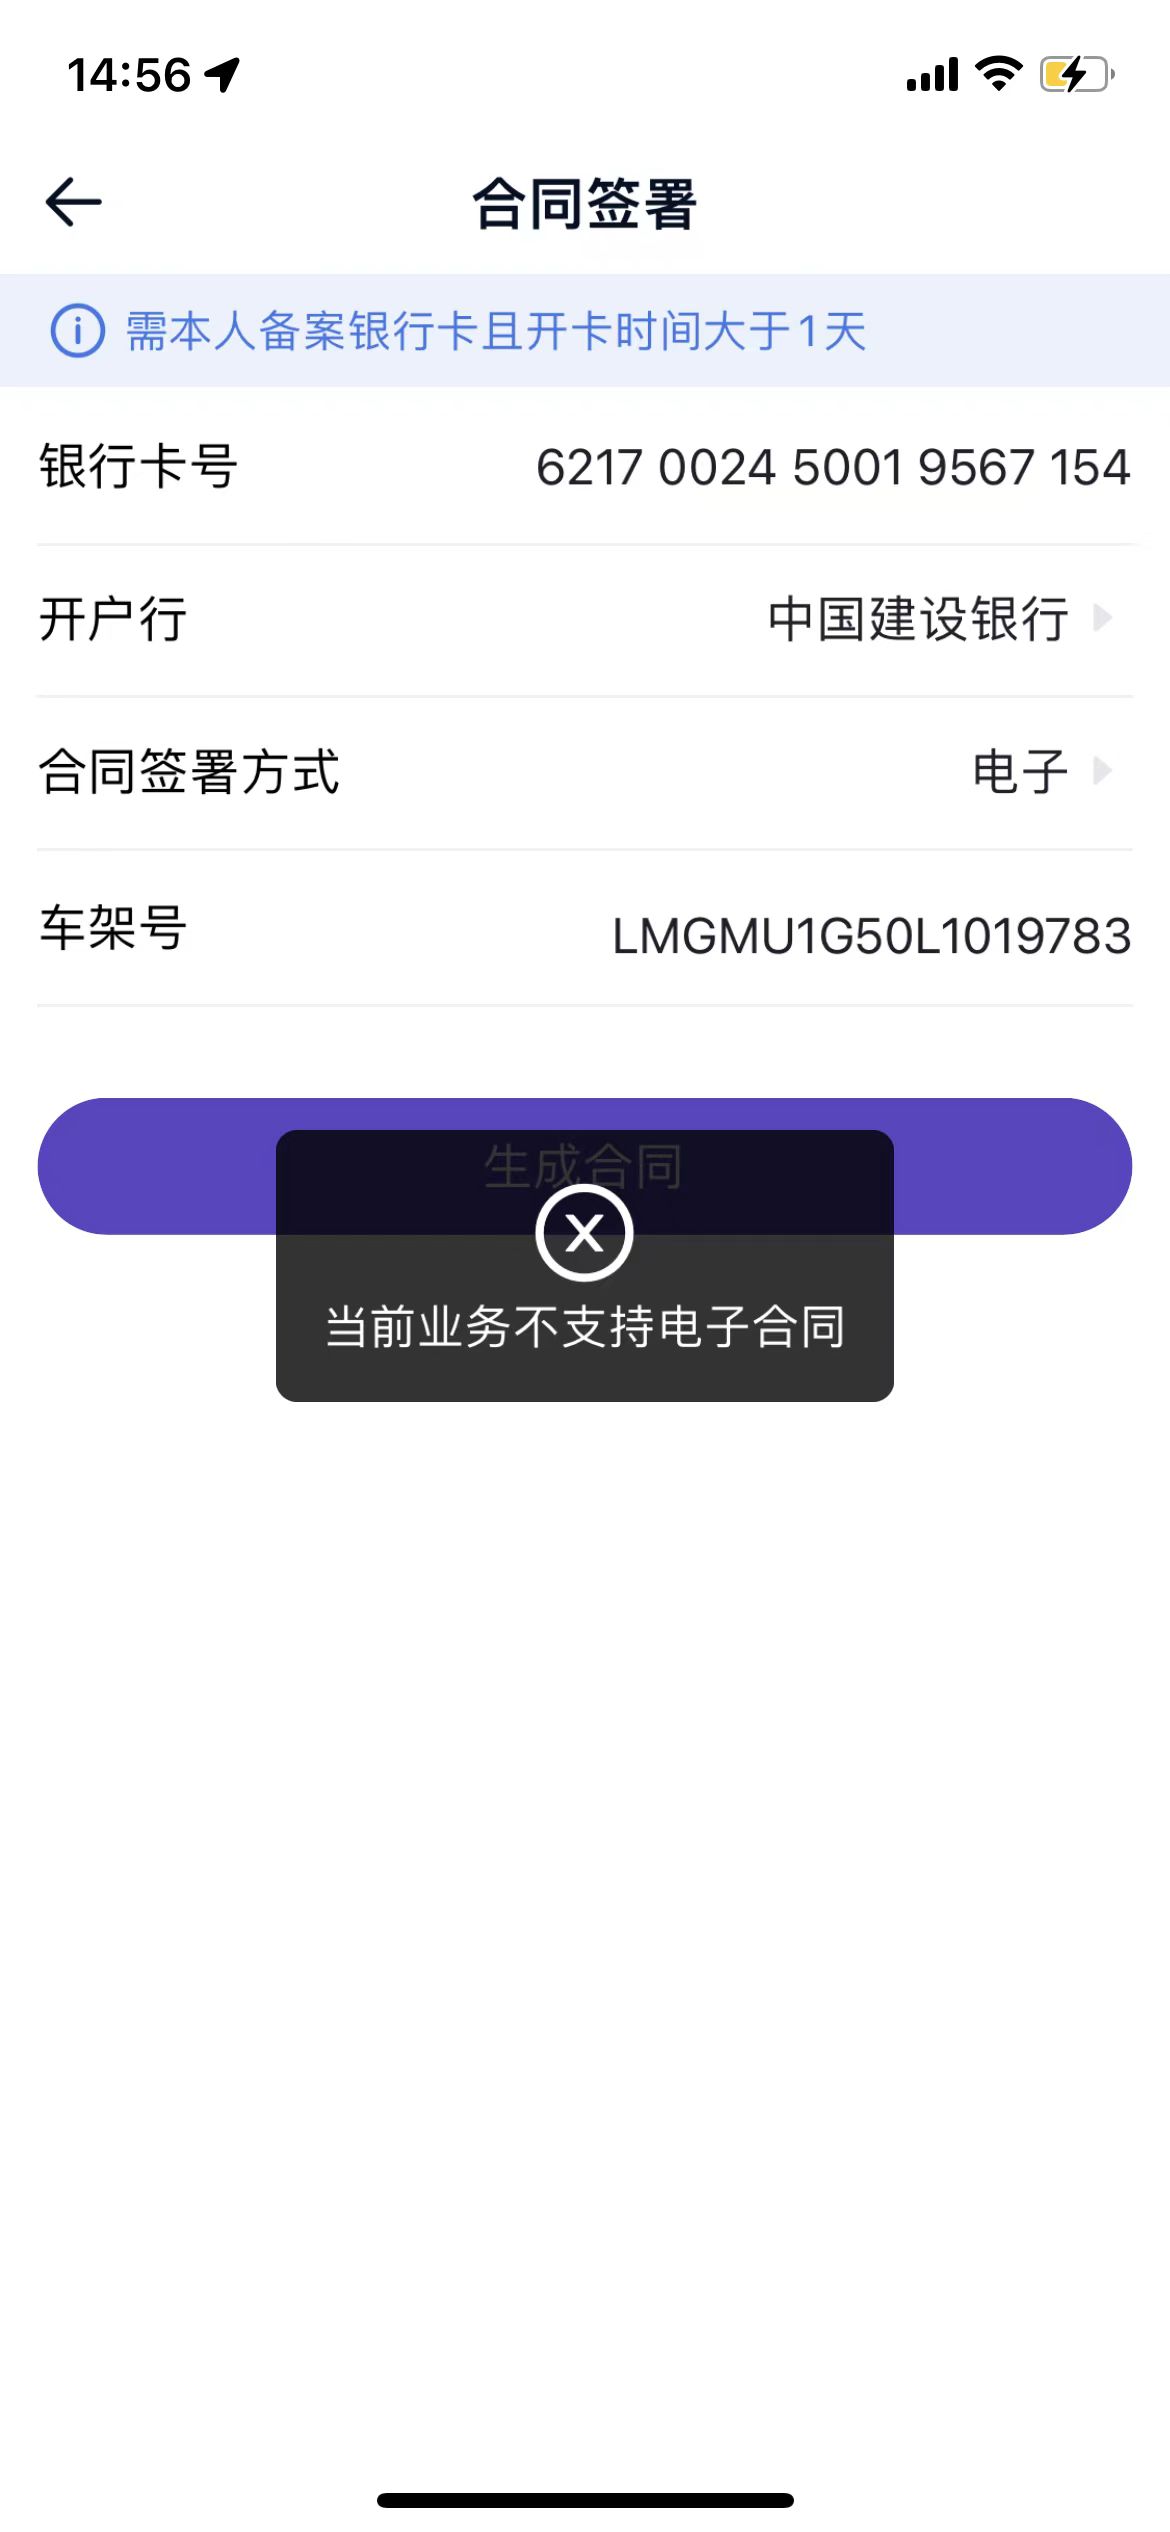 14:56
合同签署
需本人备案银行卡且开卡时间大于1天
银行卡号 6217 0024 5001 9567 154
开户行 中国建设银行
合同签署方式 电子
车架号 LMGMU1G50L1019783
生成合同
当前业务不支持电子合同